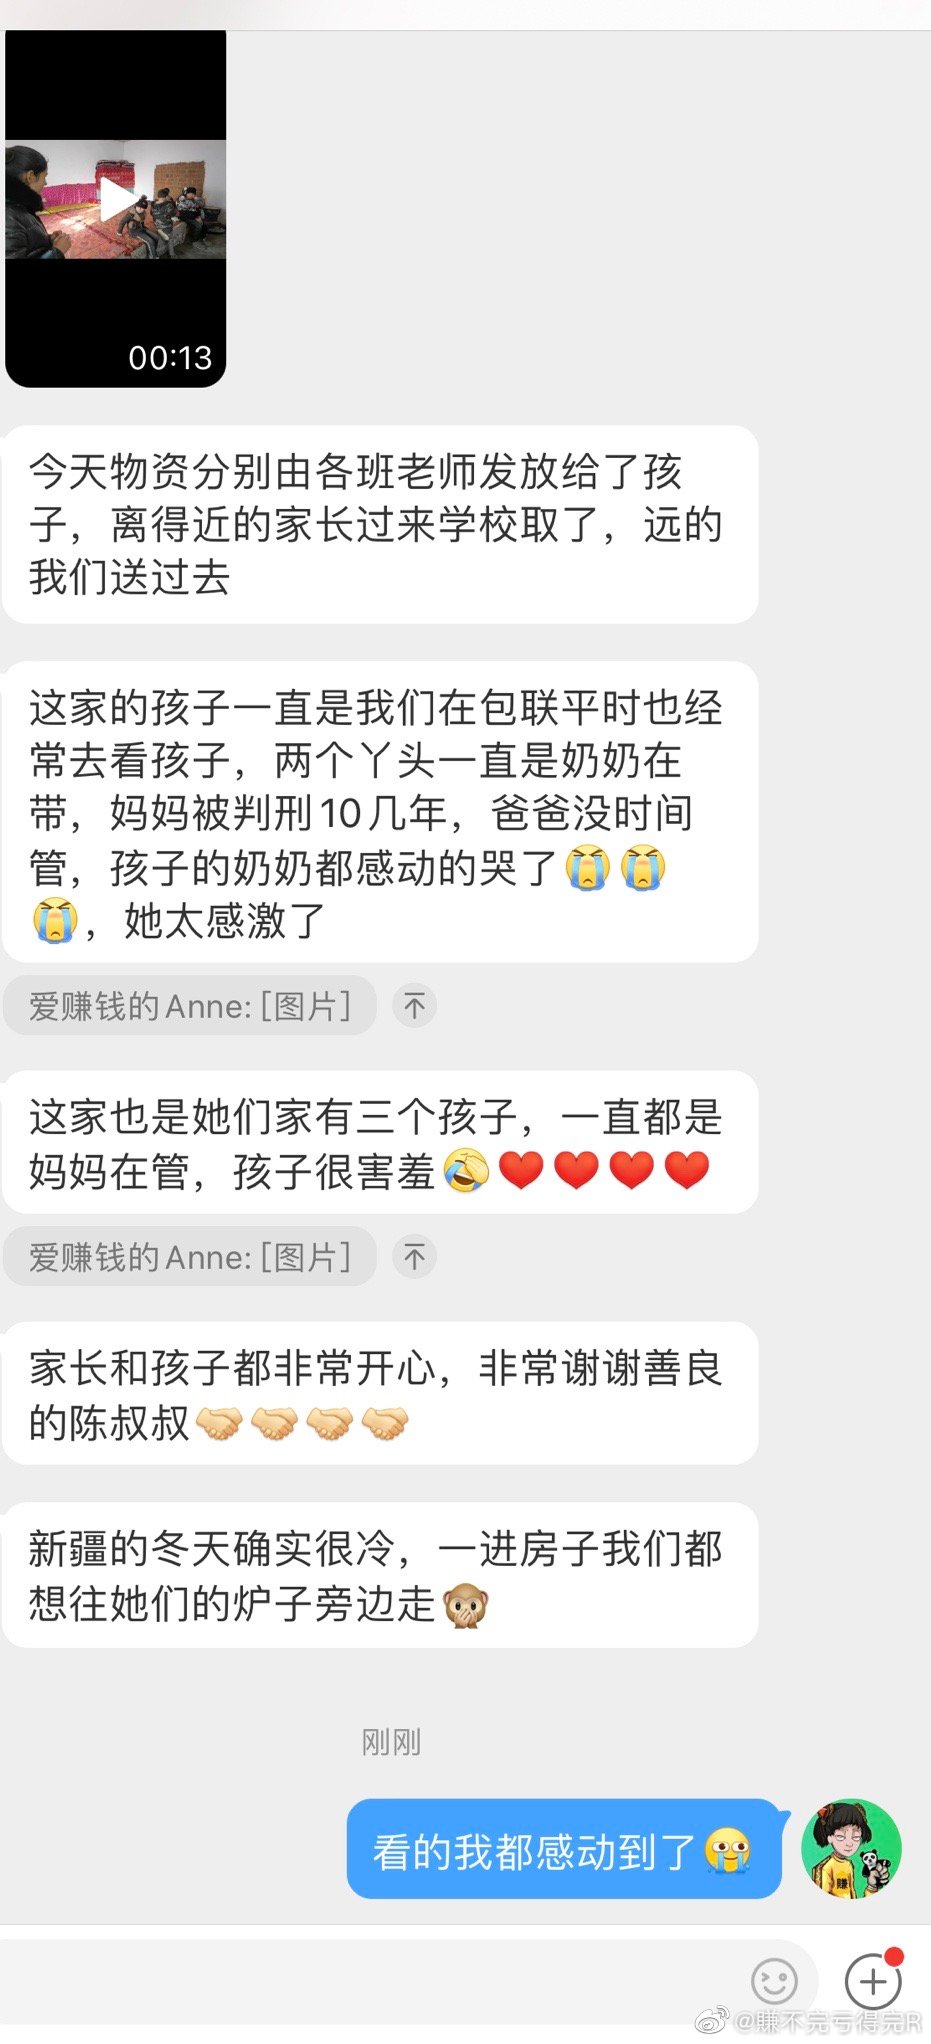 00:13
今天物资分别由各班老师发放给了孩
子，离得近的家长过来学校取了，远的
我们送过去
这家的孩子一直是我们在包联平时也经
常去看孩子，两个丫头一直是奶奶在
带，妈妈被判刑10几年，爸爸没时间
管，孩子的奶奶都感动的哭了😭😭
😭，她太感激了
爱赚钱的Anne: [图片]
这家也是她们家有三个孩子，一直都是
妈妈在管，孩子很害羞🤣❤️❤️❤️❤️
爱赚钱的Anne: [图片]
家长和孩子都非常开心，非常谢谢善良
的陈叔叔🤝🏻🤝🏻🤝🏻🤝🏻
新疆的冬天确实很冷，一进房子我们都
想往她们的炉子旁边走🙊
刚刚
看的我都感动到了🥹
赚
@赚不完亏得完R